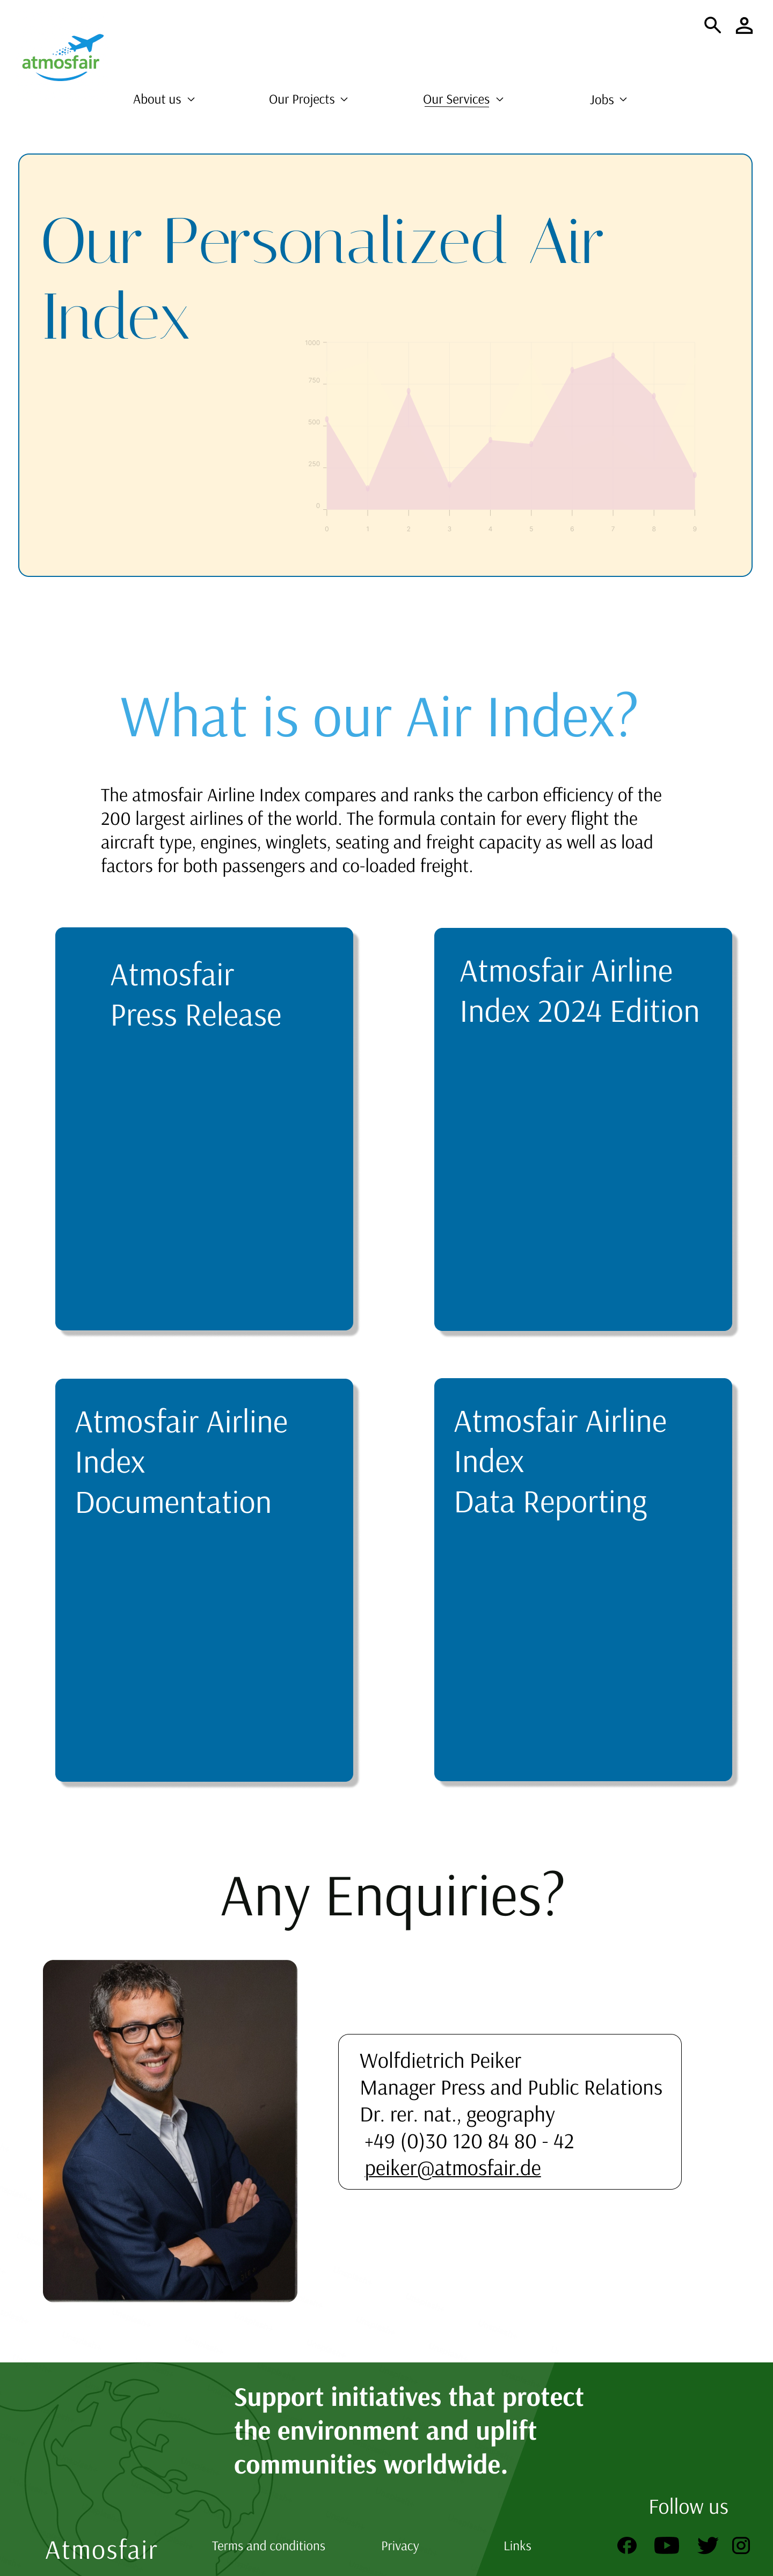 atmosfair
About us
Our Projects
Our Services
Jobs
Our Personalized Air
Index
1000
750
500
250
0
0 1 2 3 4 5 6 7 8 9
What is our Air Index?
The atmosfair Airline Index compares and ranks the carbon efficiency of the
200 largest airlines of the world. The formula contain for every flight the
aircraft type, engines, winglets, seating and freight capacity as well as load
factors for both passengers and co-loaded freight.
Atmosfair
Press Release
Atmosfair Airline
Index 2024 Edition
Atmosfair Airline
Index
Documentation
Atmosfair Airline
Index
Data Reporting
Any Enquiries?
Wolfdietrich Peiker
Manager Press and Public Relations
Dr. rer. nat., geography
+49 (0)30 120 84 80 - 42
peiker@atmosfair.de
Support initiatives that protect
the environment and uplift
communities worldwide.
Follow us
Atmosfair
Terms and conditions
Privacy
Links